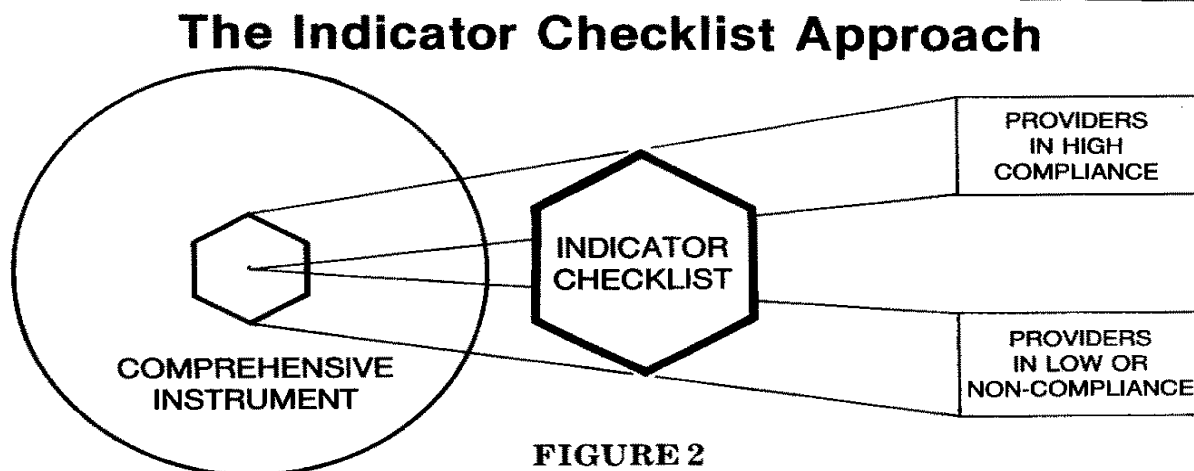 The Indicator Checklist Approach
PROVIDERS
IN HIGH
COMPLIANCE
INDICATOR
CHECKLIST
COMPREHENSIVE
INSTRUMENT
PROVIDERS
IN LOW OR
NON-COMPLIANCE
FIGURE 2